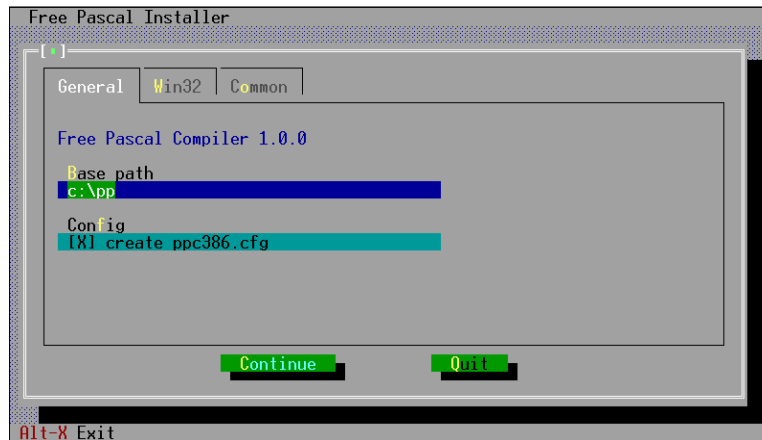 Free Pascal Installer
[▪]
General Win32 Common
Free Pascal Compiler 1.0.0
Base path
c:\pp
Config
[X] create ppc386.cfg
Continue Quit
Alt-X Exit